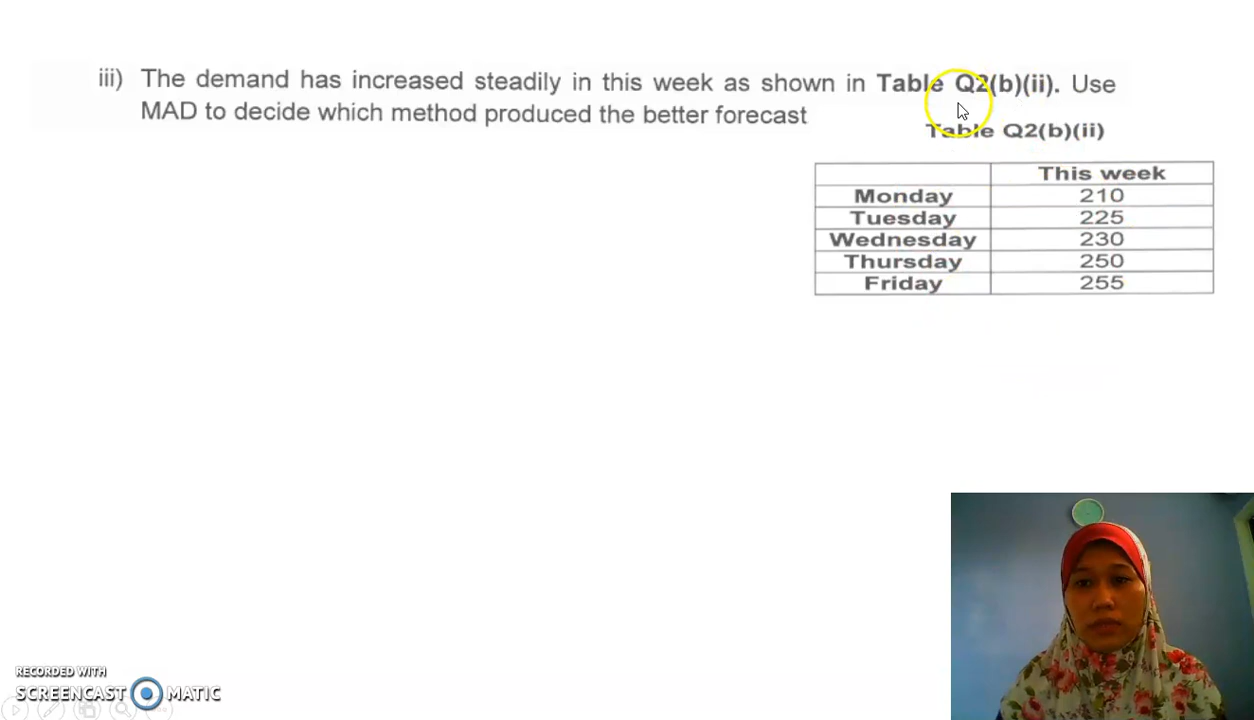 iii) The demand has increased steadily in this week as shown in Table Q2(b)(ii). Use
MAD to decide which method produced the better forecast
Table Q2(b)(ii)
This week
Monday 210
Tuesday 225
Wednesday 230
Thursday 250
Friday 255
RECORDED WITH
SCREENCAST MATIC